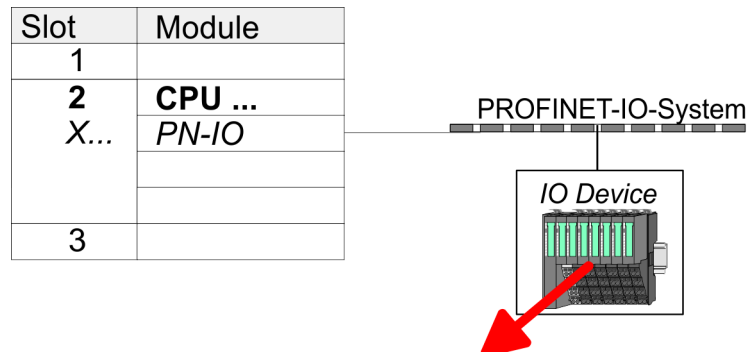 Slot Module
1
2 CPU ...
X... PN-IO
3
PROFINET-IO-System
IO Device